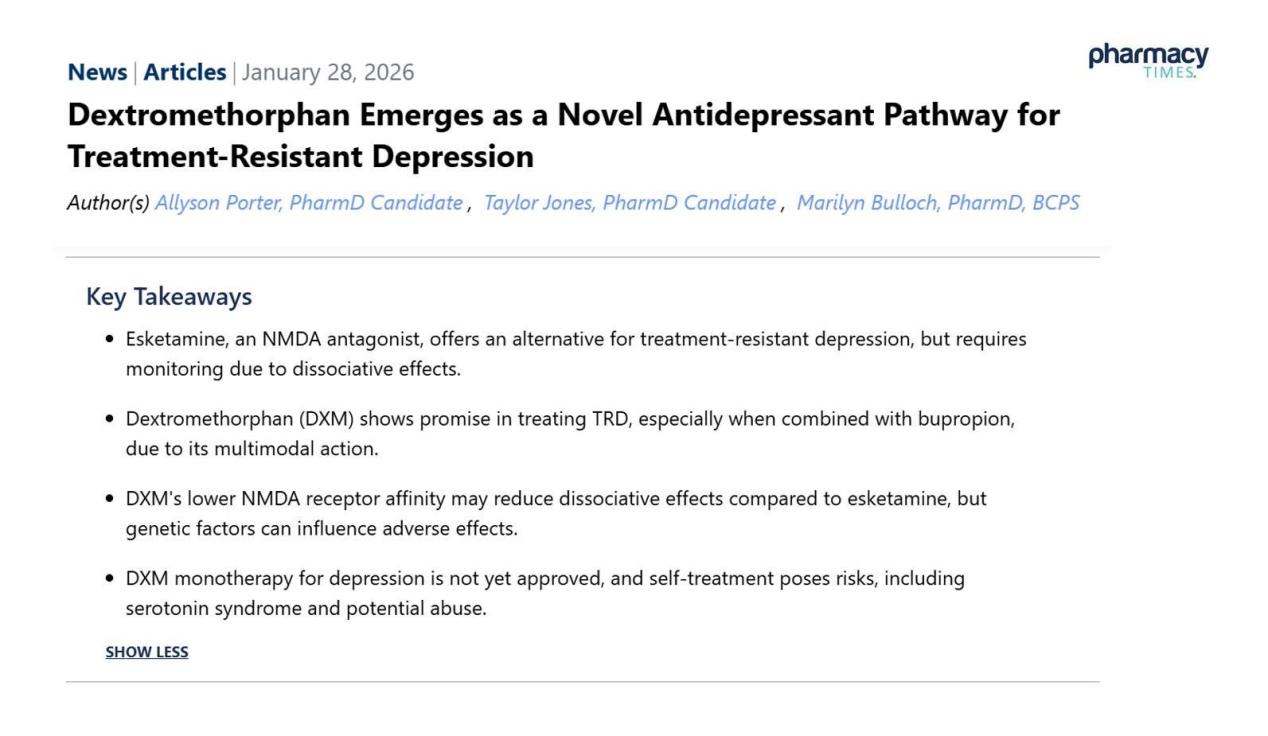 pharmacy
TIMES.
News | Articles | January 28, 2026
Dextromethorphan Emerges as a Novel Antidepressant Pathway for
Treatment-Resistant Depression
Author(s) Allyson Porter, PharmD Candidate , Taylor Jones, PharmD Candidate , Marilyn Bulloch, PharmD, BCPS
Key Takeaways
• Esketamine, an NMDA antagonist, offers an alternative for treatment-resistant depression, but requires
monitoring due to dissociative effects.
• Dextromethorphan (DXM) shows promise in treating TRD, especially when combined with bupropion,
due to its multimodal action.
• DXM's lower NMDA receptor affinity may reduce dissociative effects compared to esketamine, but
genetic factors can influence adverse effects.
• DXM monotherapy for depression is not yet approved, and self-treatment poses risks, including
serotonin syndrome and potential abuse.
SHOW LESS